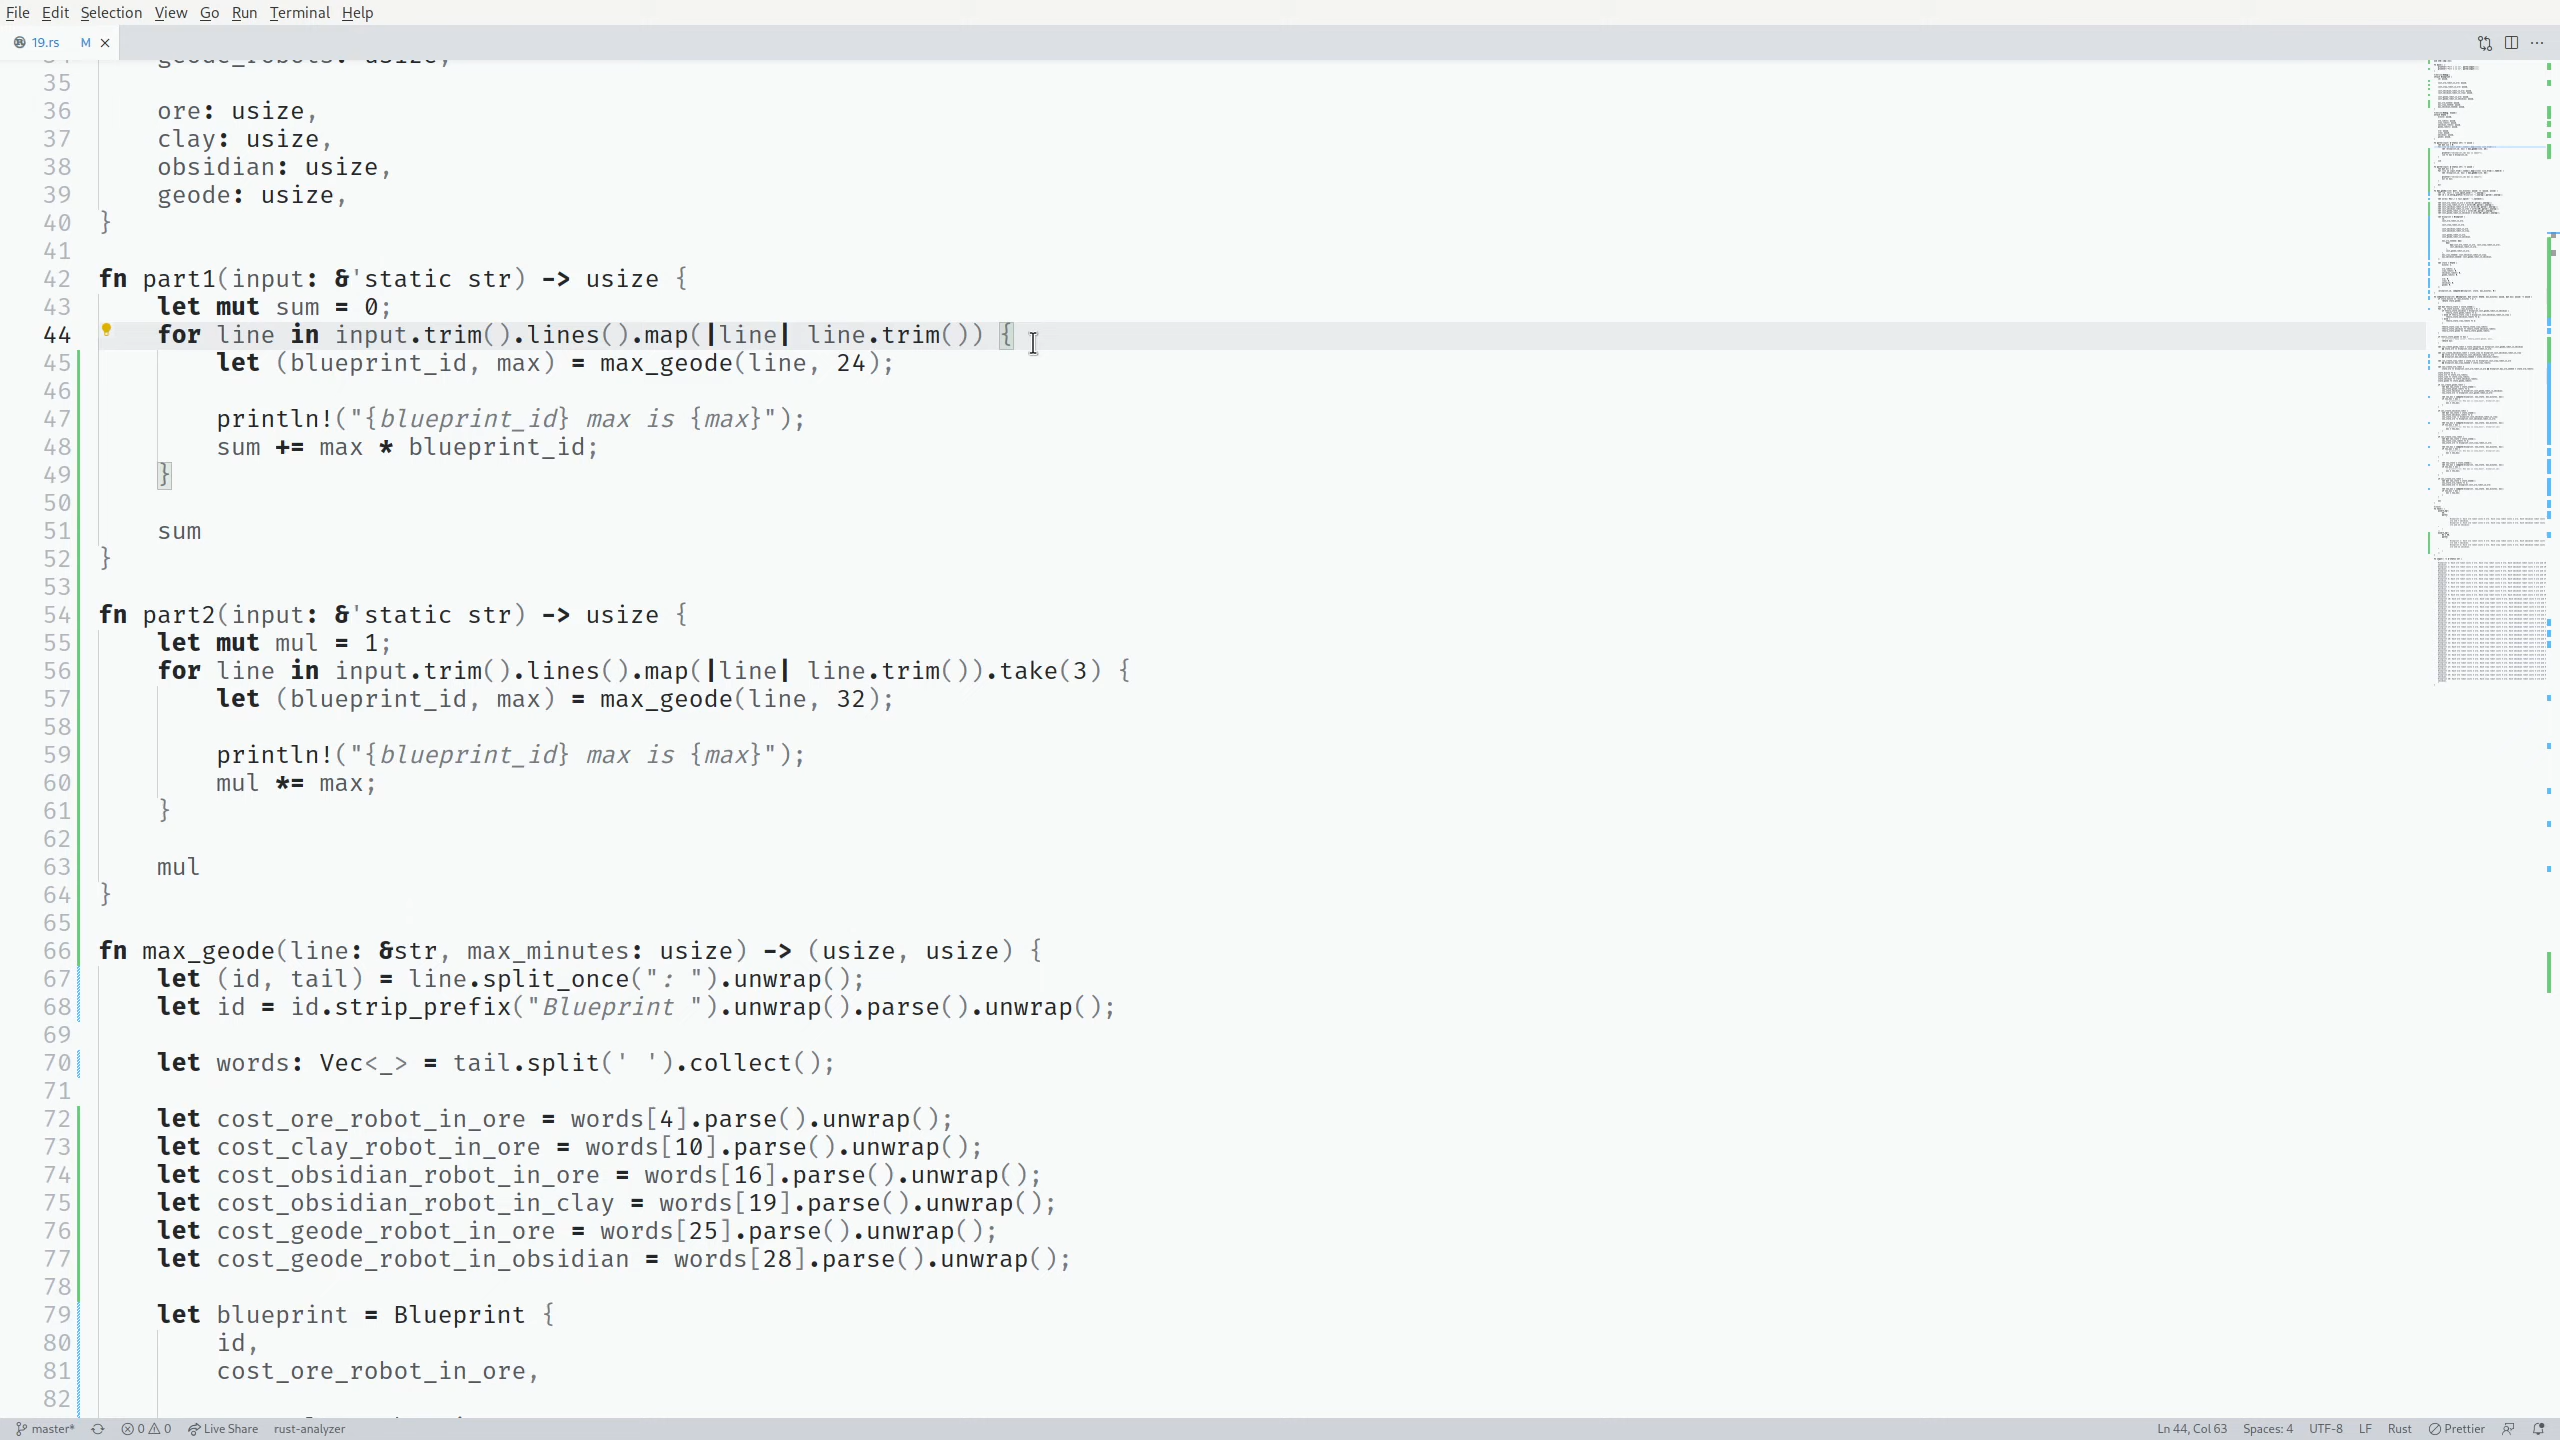 File Edit Selection View Go Run Terminal Help
19.rs M
35
36 ore: usize,
37 clay: usize,
38 obsidian: usize,
39 geode: usize,
40 }
41
42 fn part1(input: &'static str) -> usize {
43 let mut sum = 0;
44 for line in input.trim().lines().map(|line| line.trim()) {
45 let (blueprint_id, max) = max_geode(line, 24);
46
47 println!("{blueprint_id} max is {max}");
48 sum += max * blueprint_id;
49 }
50
51 sum
52 }
53
54 fn part2(input: &'static str) -> usize {
55 let mut mul = 1;
56 for line in input.trim().lines().map(|line| line.trim()).take(3) {
57 let (blueprint_id, max) = max_geode(line, 32);
58
59 println!("{blueprint_id} max is {max}");
60 mul *= max;
61 }
62
63 mul
64 }
65
66 fn max_geode(line: &str, max_minutes: usize) -> (usize, usize) {
67 let (id, tail) = line.split_once(": ").unwrap();
68 let id = id.strip_prefix("Blueprint ").unwrap().parse().unwrap();
69
70 let words: Vec<_> = tail.split(' ').collect();
71
72 let cost_ore_robot_in_ore = words[4].parse().unwrap();
73 let cost_clay_robot_in_ore = words[10].parse().unwrap();
74 let cost_obsidian_robot_in_ore = words[16].parse().unwrap();
75 let cost_obsidian_robot_in_clay = words[19].parse().unwrap();
76 let cost_geode_robot_in_ore = words[25].parse().unwrap();
77 let cost_geode_robot_in_obsidian = words[28].parse().unwrap();
78
79 let blueprint = Blueprint {
80 id,
81 cost_ore_robot_in_ore,
82
master* 0 0 Live Share rust-analyzer Ln 44, Col 63 Spaces: 4 UTF-8 LF Rust Prettier